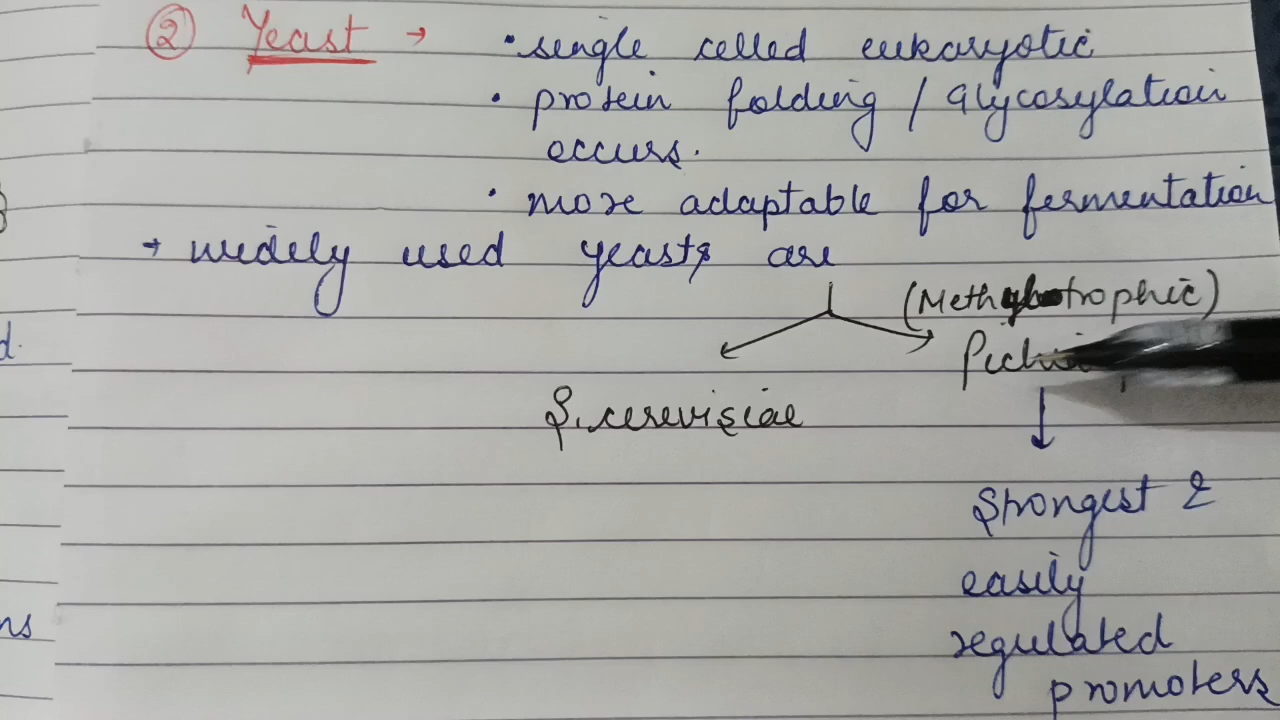 ② Yeast → • single celled eukaryotic
• protein folding / Glycosylation
occurs.
• more adaptable for fermentation
→ widely used yeasts are
(Methylotrophic)
S. cerevisiae
Strongest &
easily
regulated
promoters
d.
ns